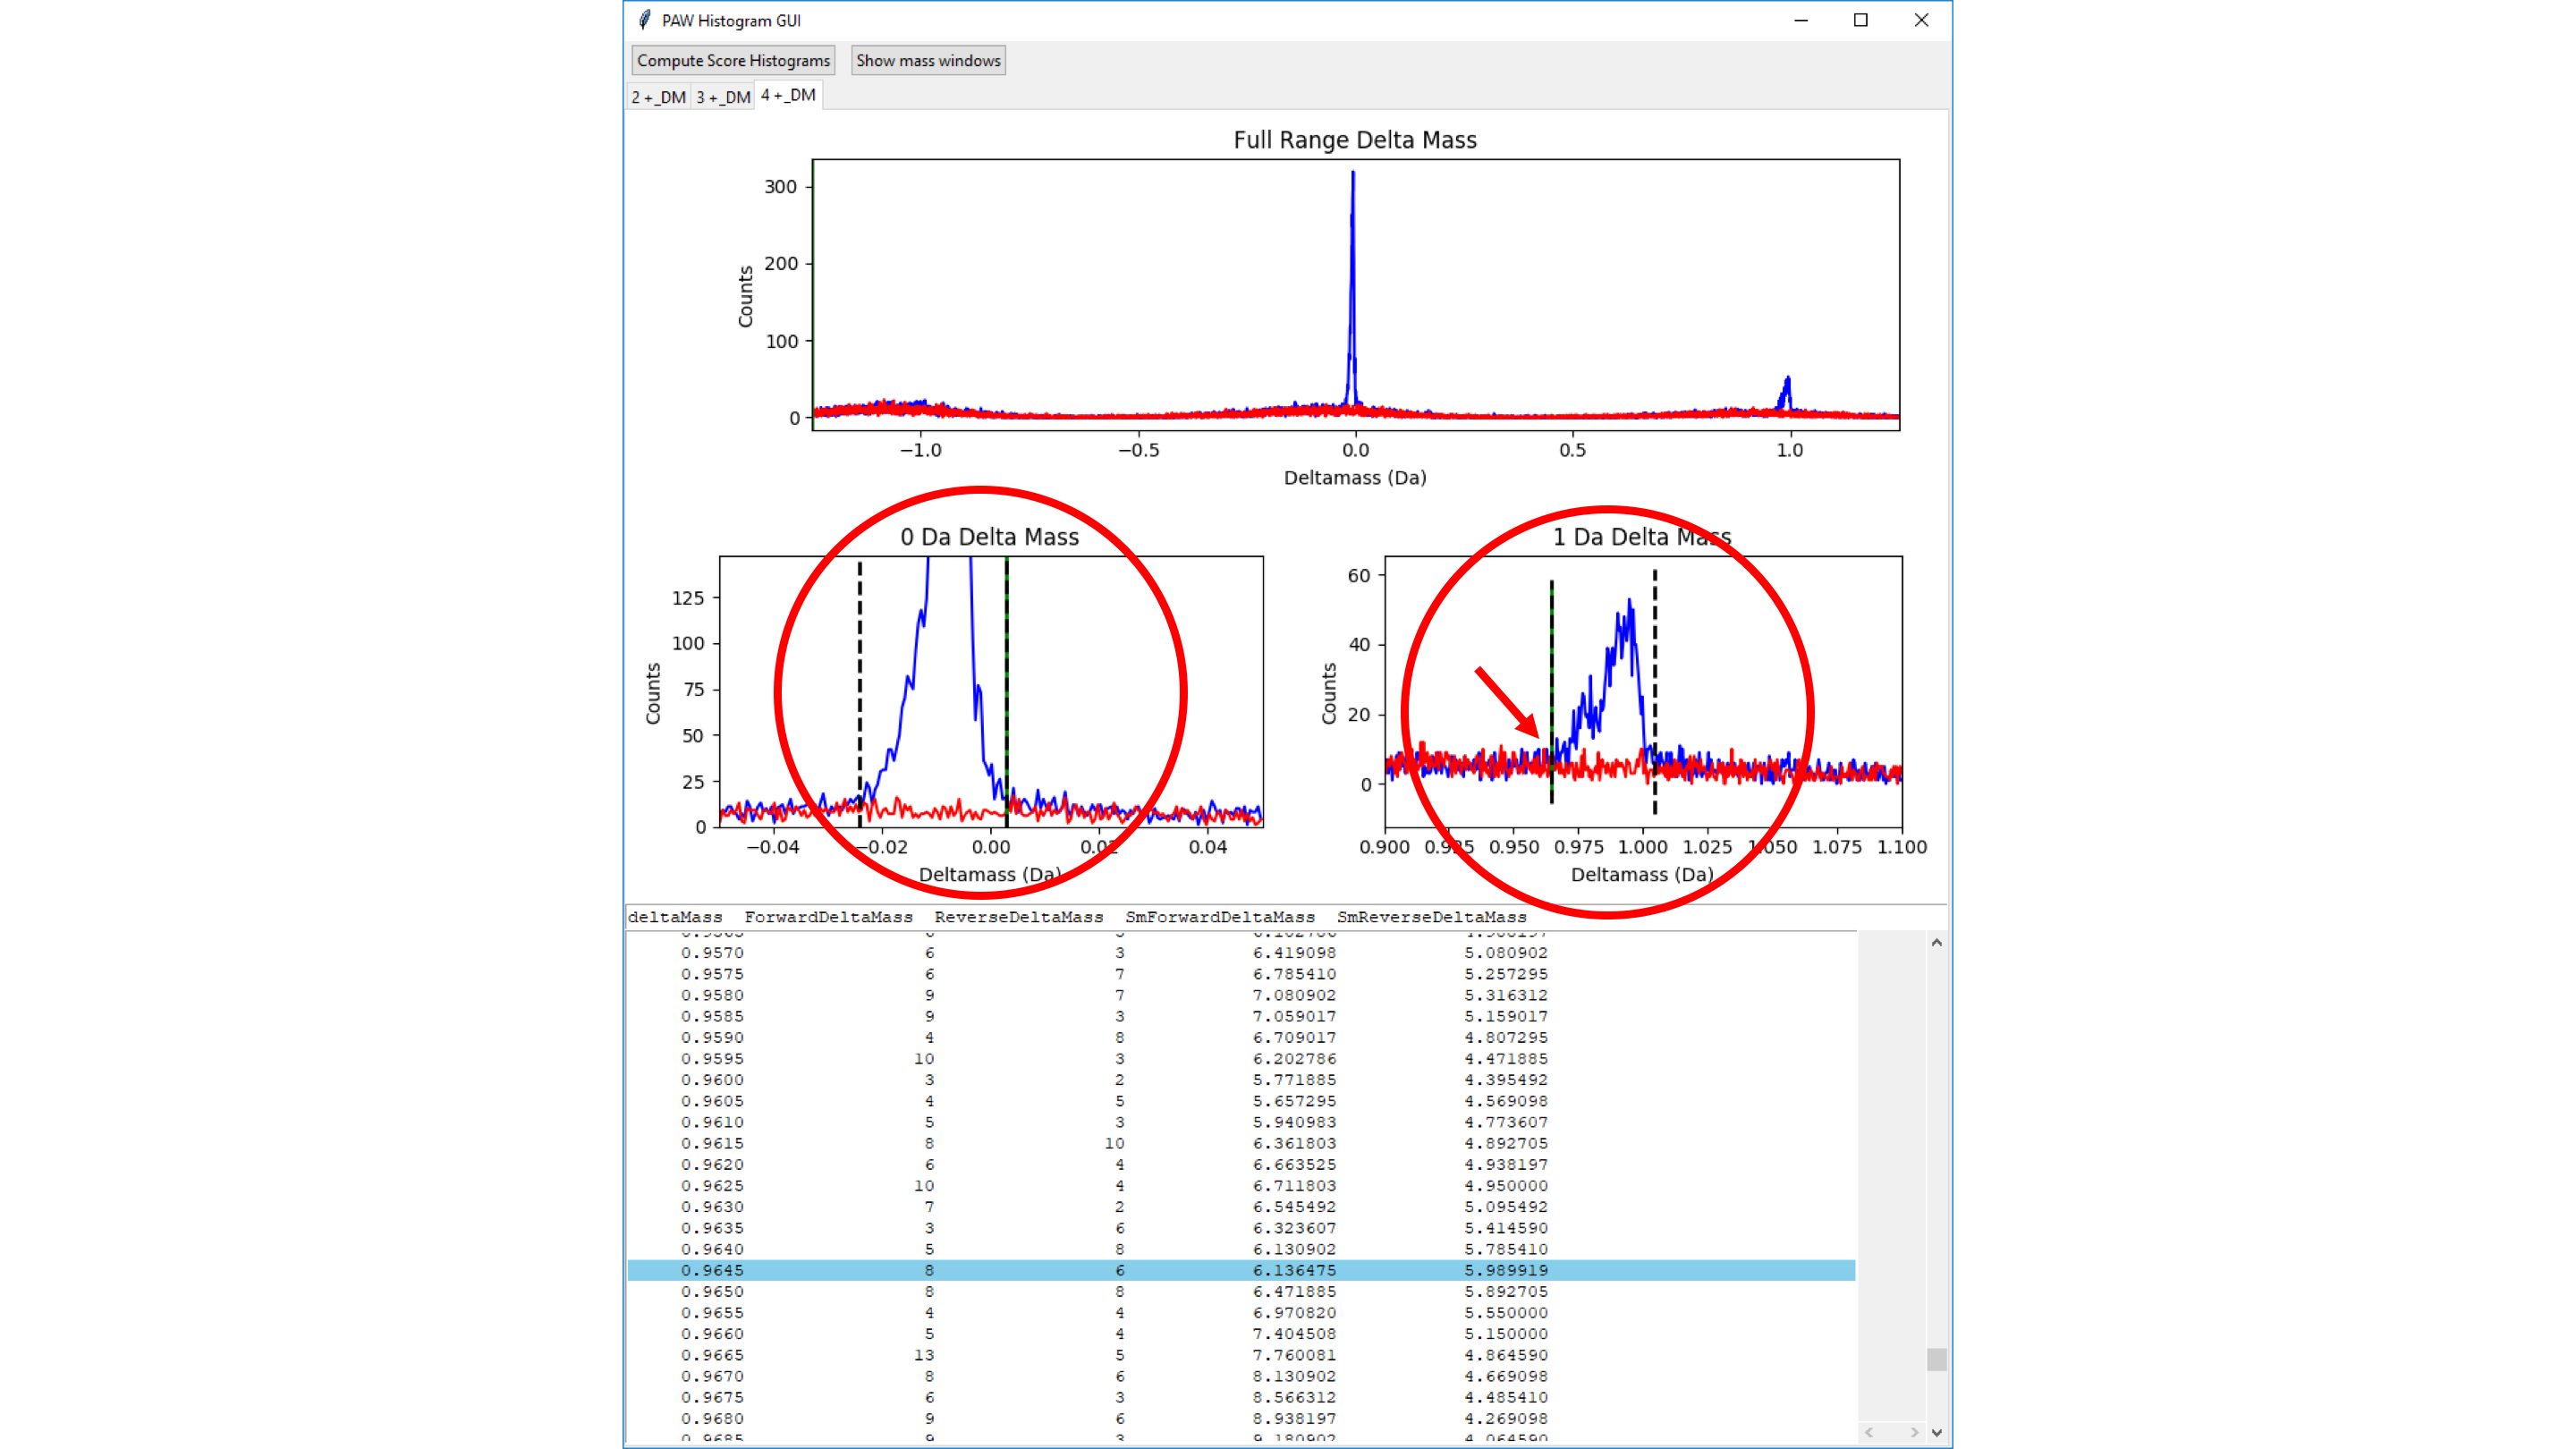 PAW Histogram GUI
Compute Score Histograms Show mass windows
2 +_DM 3 +_DM 4 +_DM
Full Range Delta Mass
300
200
100
0
Counts
−1.0 −0.5 0.0 0.5 1.0
Deltamass (Da)
0 Da Delta Mass
125
100
75
50
25
0
Counts
−0.04 −0.02 0.00 0.02 0.04
Deltamass (Da)
1 Da Delta Mass
60
40
20
0
Counts
0.900 0.925 0.950 0.975 1.000 1.025 1.050 1.075 1.100
Deltamass (Da)
deltaMass ForwardDeltaMass ReverseDeltaMass SmForwardDeltaMass SmReverseDeltaMass
0.9570 6 3 6.419098 5.080902
0.9575 6 7 6.785410 5.257295
0.9580 9 7 7.080902 5.316312
0.9585 9 3 7.059017 5.159017
0.9590 4 8 6.709017 4.807295
0.9595 10 3 6.202786 4.471885
0.9600 3 2 5.771885 4.395492
0.9605 4 5 5.657295 4.569098
0.9610 5 3 5.940983 4.773607
0.9615 8 10 6.361803 4.892705
0.9620 6 4 6.663525 4.938197
0.9625 10 4 6.711803 4.950000
0.9630 7 2 6.545492 5.095492
0.9635 3 6 6.323607 5.414590
0.9640 5 8 6.130902 5.785410
0.9645 8 6 6.136475 5.989919
0.9650 8 8 6.471885 5.892705
0.9655 4 4 6.970820 5.550000
0.9660 5 4 7.404508 5.150000
0.9665 13 5 7.760081 4.864590
0.9670 8 6 8.130902 4.669098
0.9675 6 3 8.566312 4.485410
0.9680 9 6 8.938197 4.269098
0.9685 9 3 9.180902 4.064590